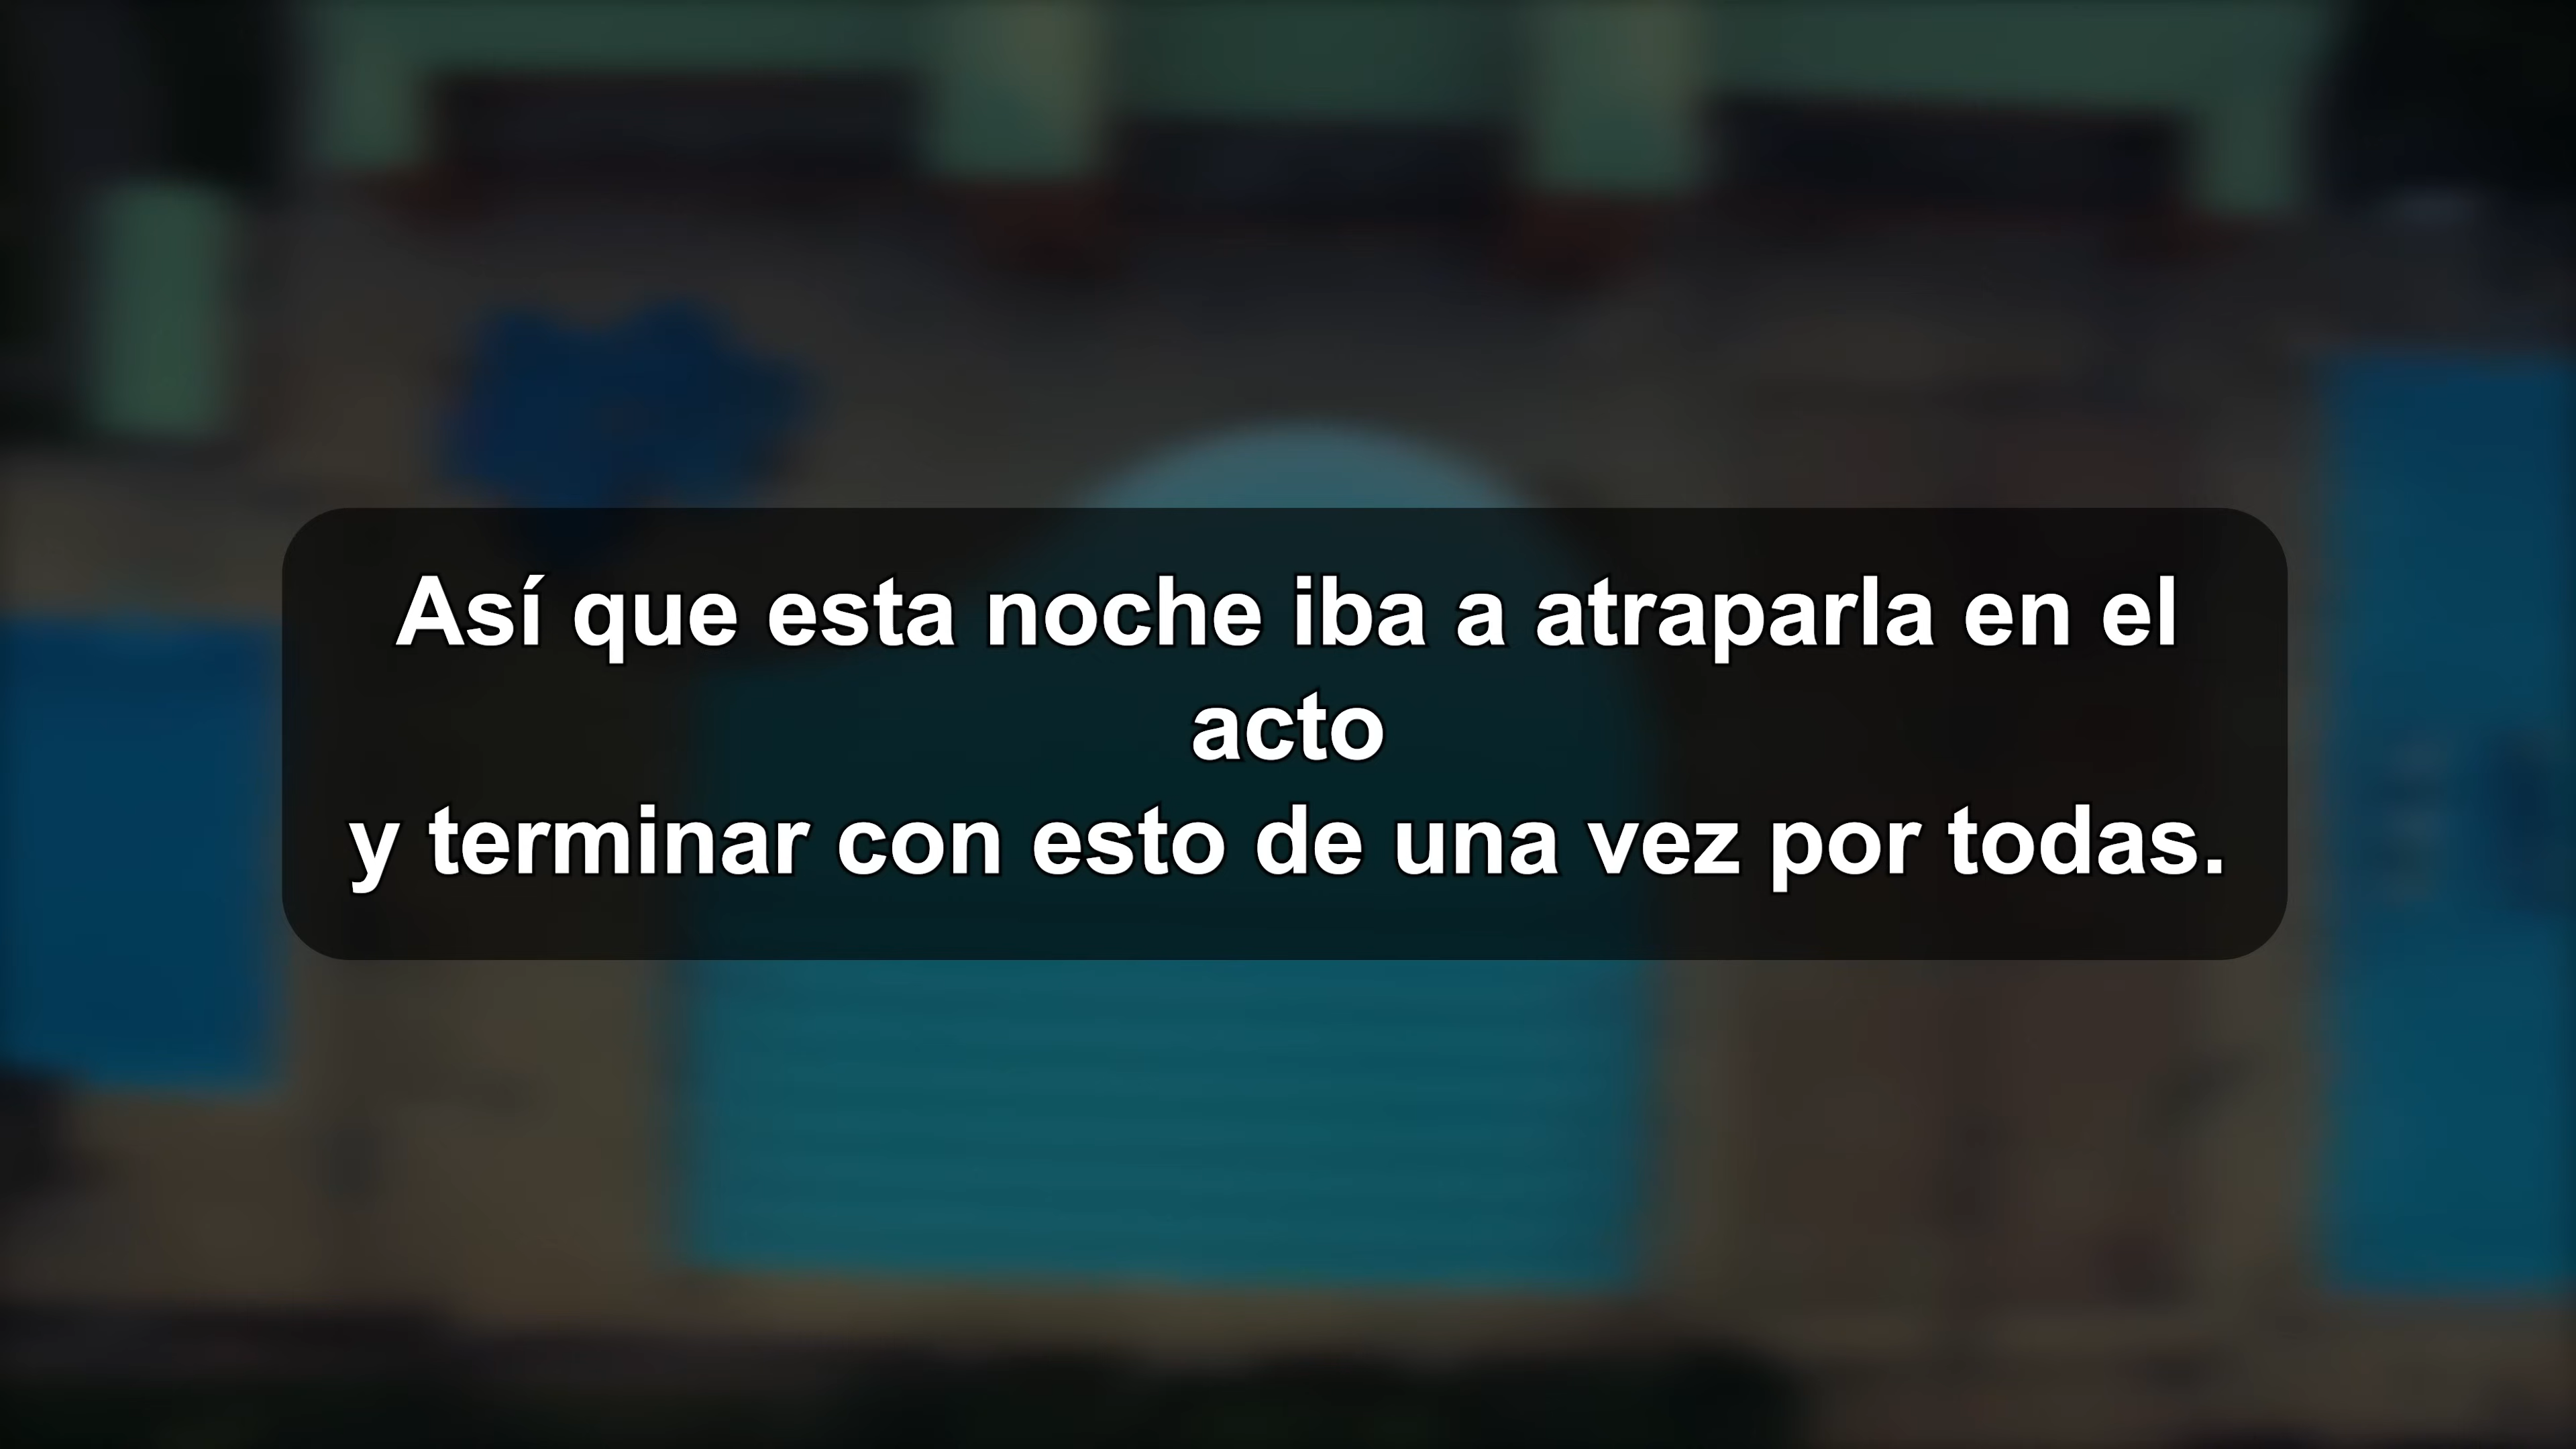 Así que esta noche iba a atraparla en el
acto
y terminar con esto de una vez por todas.